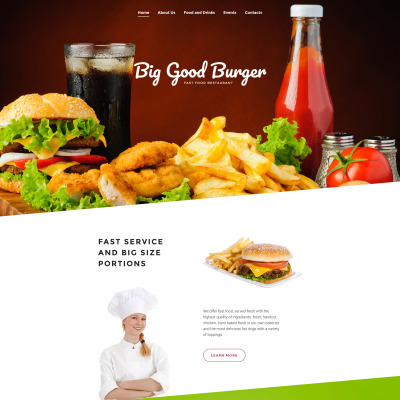 Home About Us Food and Drinks Events Contacts
Big Good Burger
FAST FOOD RESTAURANT
FAST SERVICE
AND BIG SIZE
PORTIONS
We offer fast food, served fresh with the
highest quality of ingredients: fresh, handcut
chicken, buns baked fresh in our own bakeries
and the most delicious hot dogs with a variety
of toppings.
LEARN MORE